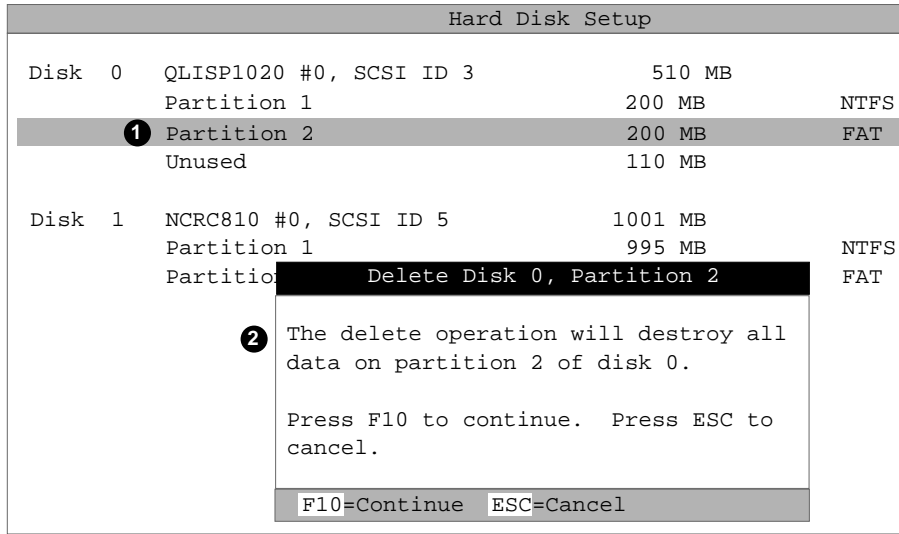 Hard Disk Setup
Disk 0 QLISP1020 #0, SCSI ID 3 510 MB
Partition 1 200 MB NTFS
1 Partition 2 200 MB FAT
Unused 110 MB
Disk 1 NCRC810 #0, SCSI ID 5 1001 MB
Partition 1 995 MB NTFS
Partitio FAT
Delete Disk 0, Partition 2
2 The delete operation will destroy all
data on partition 2 of disk 0.
Press F10 to continue. Press ESC to
cancel.
F10=Continue ESC=Cancel